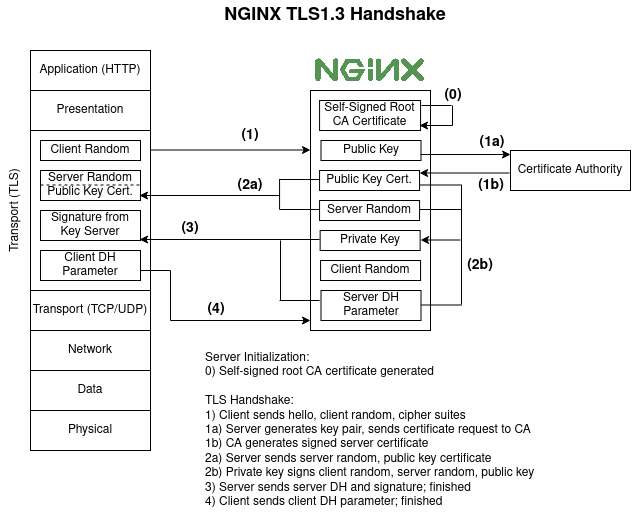 NGINX TLS1.3 Handshake
Application (HTTP)
Presentation
Client Random
Server Random
Public Key Cert.
Signature from
Key Server
Client DH
Parameter
Transport (TLS)
Transport (TCP/UDP)
Network
Data
Physical
(1)
(2a)
(3)
(4)
NGINX
Self-Signed Root
CA Certificate
Public Key
Public Key Cert.
Server Random
Private Key
Client Random
Server DH
Parameter
(0)
(1a)
(1b)
(2b)
Certificate Authority
Server Initialization:
0) Self-signed root CA certificate generated
TLS Handshake:
1) Client sends hello, client random, cipher suites
1a) Server generates key pair, sends certificate request to CA
1b) CA generates signed server certificate
2a) Server sends server random, public key certificate
2b) Private key signs client random, server random, public key
3) Server sends server DH and signature; finished
4) Client sends client DH parameter; finished